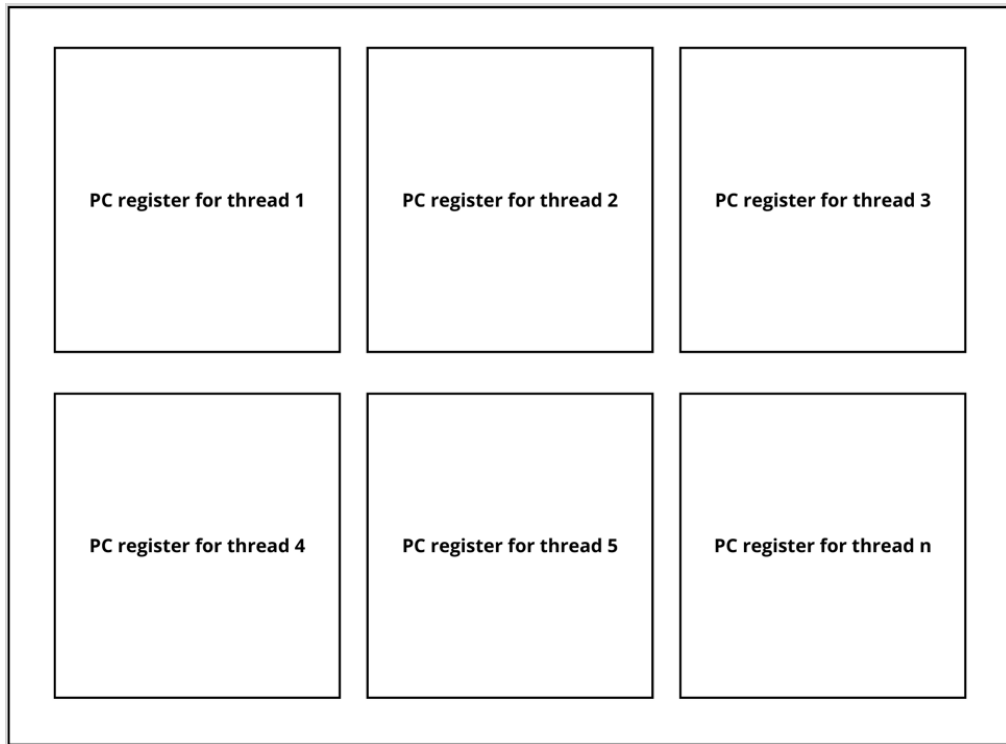 PC register for thread 1
PC register for thread 2
PC register for thread 3
PC register for thread 4
PC register for thread 5
PC register for thread n